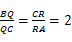 BQ/QC = CR/RA = 2